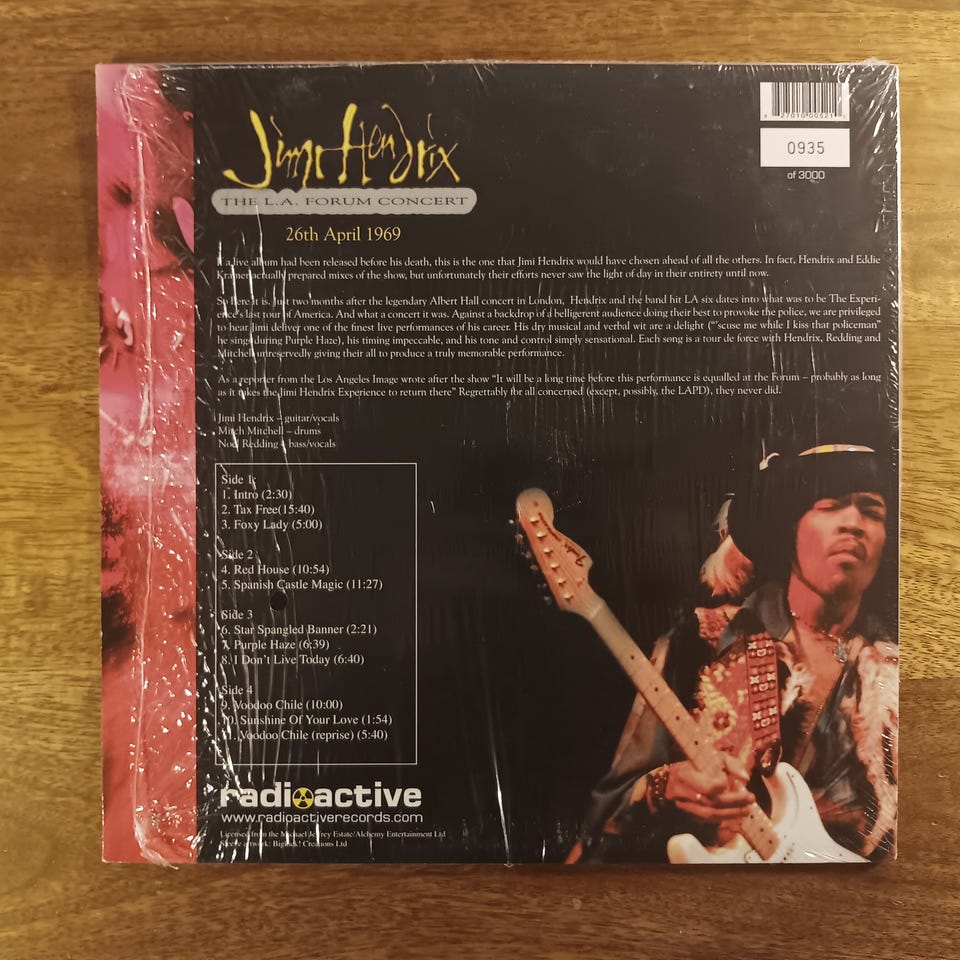 Jimi Hendrix
THE L.A. FORUM CONCERT
26th April 1969
0935
of 3000
If a live album had been released before his death, this is the one that Jimi Hendrix would have chosen ahead of all the others. In fact, Hendrix and Eddie
Kramer actually prepared mixes of the show, but unfortunately their efforts never saw the light of day in their entirety until now.
So here it is. Just two months after the legendary Albert Hall concert in London, Hendrix and the band hit LA six dates into what was to be The Experi-
ence's last tour of America. And what a concert it was. Against a backdrop of a belligerent audience doing their best to provoke the police, we are privileged
to hear Jimi deliver one of the finest live performances of his career. His dry musical and verbal wit are a delight ("'scuse me while I kiss that policeman"
he sings during Purple Haze), his timing impeccable, and his tone and control simply sensational. Each song is a tour de force with Hendrix, Redding and
Mitchell unreservedly giving their all to produce a truly memorable performance.
As a reporter from the Los Angeles Image wrote after the show "It will be a long time before this performance is equalled at the Forum – probably as long
as it takes the Jimi Hendrix Experience to return there" Regrettably for all concerned (except, possibly, the LAPD), they never did.
Jimi Hendrix – guitar/vocals
Mitch Mitchell – drums
Noel Redding – bass/vocals
Side 1
1. Intro (2:30)
2. Tax Free(15:40)
3. Foxy Lady (5:00)
Side 2
4. Red House (10:54)
5. Spanish Castle Magic (11:27)
Side 3
6. Star Spangled Banner (2:21)
7. Purple Haze (6:39)
8. I Don't Live Today (6:40)
Side 4
9. Voodoo Chile (10:00)
10. Sunshine Of Your Love (1:54)
11. Voodoo Chile (reprise) (5:40)
radioactive
www.radioactiverecords.com
Licensed from the Michael Jeffrey Estate/Alchemy Entertainment Ltd
Sleeve artwork: Creations Ltd